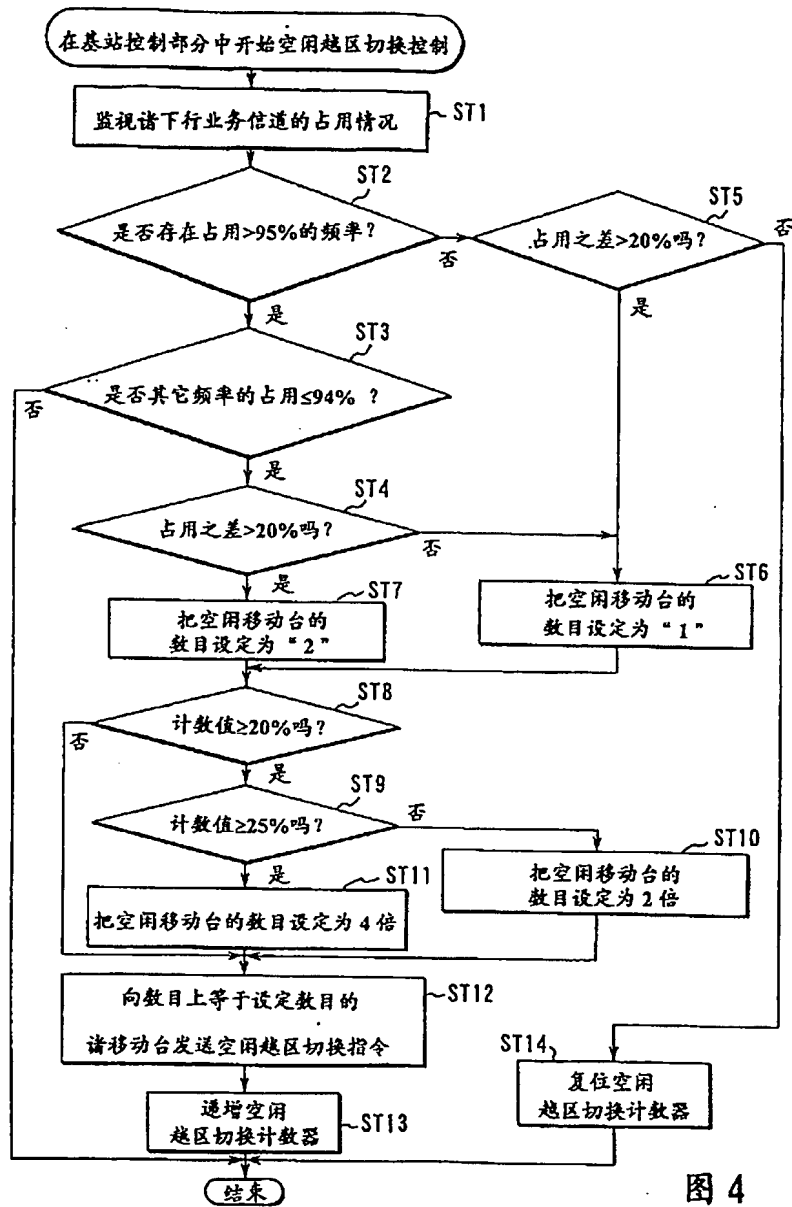 在基站控制部分中开始空闲越区切换控制
监视诸下行业务信道的占用情况
ST1
ST2
是否存在占用>95%的频率?
否
是
ST5
占用之差>20%吗?
否
是
ST3
是否其它频率的占用≤94% ?
否
是
ST4
占用之差>20%吗?
否
是
ST7
把空闲移动台的
数目设定为“2”
ST6
把空闲移动台的
数目设定为“1”
ST8
计数值≥20%吗?
否
是
ST9
计数值≥25%吗?
否
是
ST10
把空闲移动台的
数目设定为2倍
ST11
把空闲移动台的数目设定为4倍
向数目上等于设定数目的
诸移动台发送空闲越区切换指令
ST12
递增空闲
越区切换计数器
ST13
ST14
复位空闲
越区切换计数器
结束
图 4